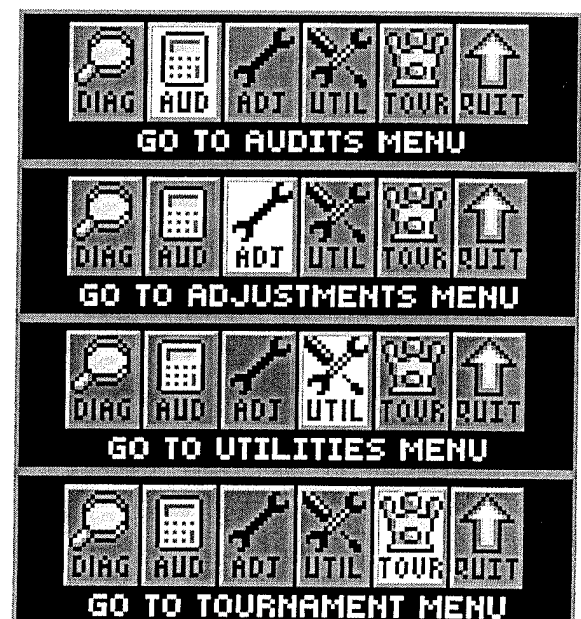 DIAG AUD ADJ UTIL TOUR QUIT
GO TO AUDITS MENU
DIAG AUD ADJ UTIL TOUR QUIT
GO TO ADJUSTMENTS MENU
DIAG AUD ADJ UTIL TOUR QUIT
GO TO UTILITIES MENU
DIAG AUD ADJ UTIL TOUR QUIT
GO TO TOURNAMENT MENU